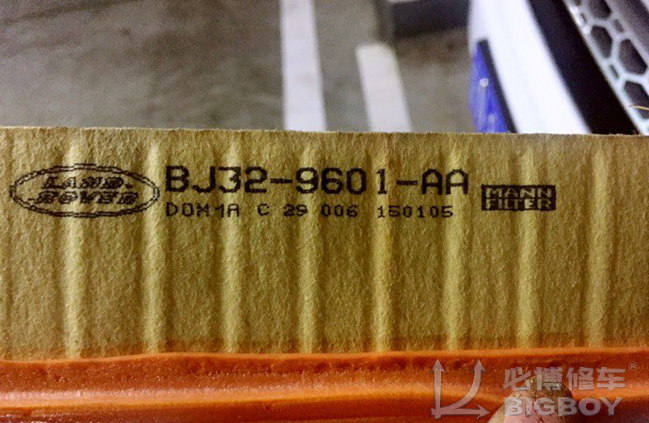 LAND-
ROVER
BJ32-9601-AA
MANN
FILTER
DOM1A C 29 006 150105
必博修车®
BIGBOY